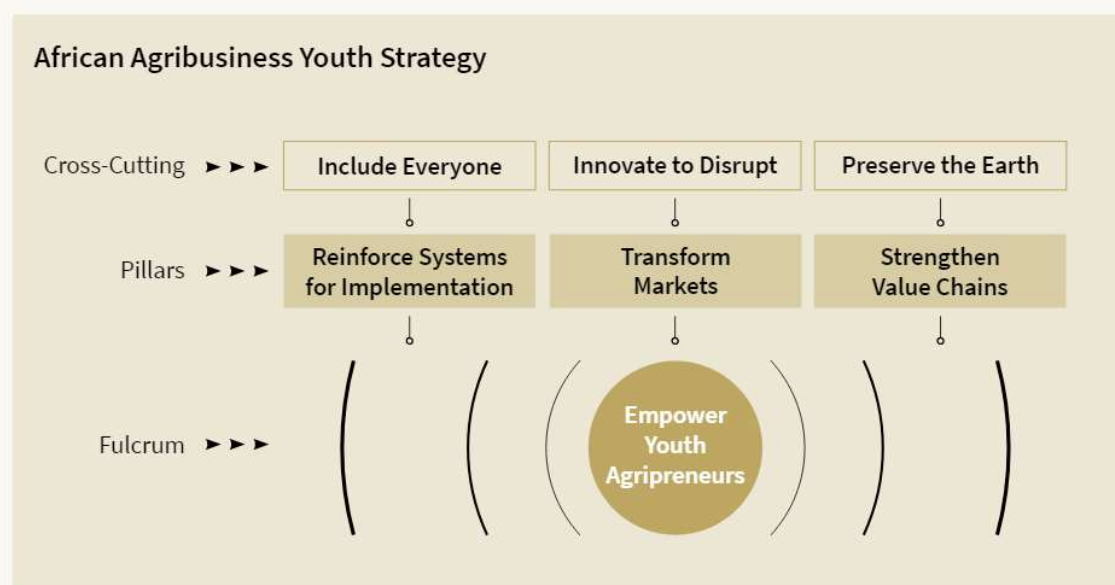 African Agribusiness Youth Strategy
Cross-Cutting
Include Everyone
Innovate to Disrupt
Preserve the Earth
Pillars
Reinforce Systems
for Implementation
Transform
Markets
Strengthen
Value Chains
Fulcrum
Empower
Youth
Agripreneurs